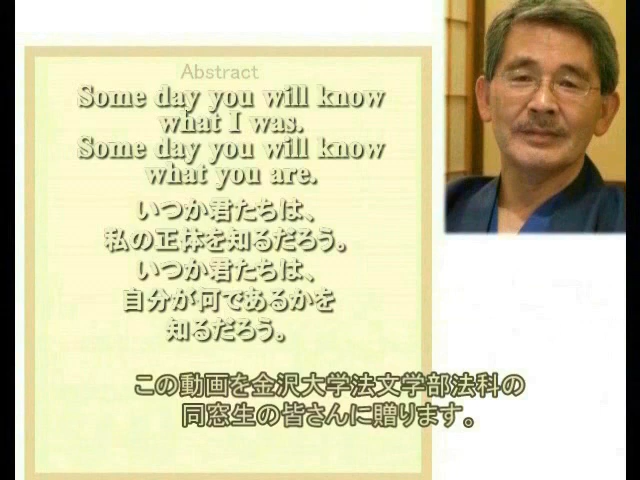 Abstract
Some day you will know
what I was.
Some day you will know
what you are.
いつか君たちは、
私の正体を知るだろう。
いつか君たちは、
自分が何であるかを
知るだろう。
この動画を金沢大学法文学部法科の
同窓生の皆さんに贈ります。